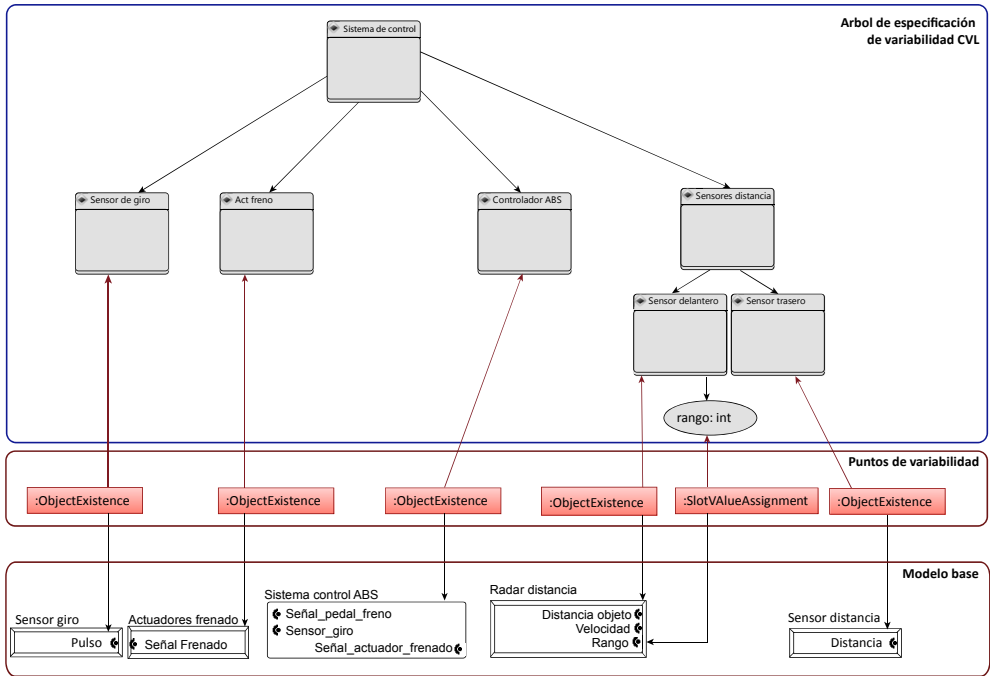 Arbol de especificación
de variabilidad CVL
Sistema de control
Sensor de giro
Act freno
Controlador ABS
Sensores distancia
Sensor delantero
Sensor trasero
rango: int
Puntos de variabilidad
:ObjectExistence
:ObjectExistence
:ObjectExistence
:ObjectExistence
:SlotVAlueAssignment
:ObjectExistence
Modelo base
Sensor giro
Pulso
Actuadores frenado
Señal Frenado
Sistema control ABS
Señal_pedal_freno
Sensor_giro
Señal_actuador_frenado
Radar distancia
Distancia objeto
Velocidad
Rango
Sensor distancia
Distancia